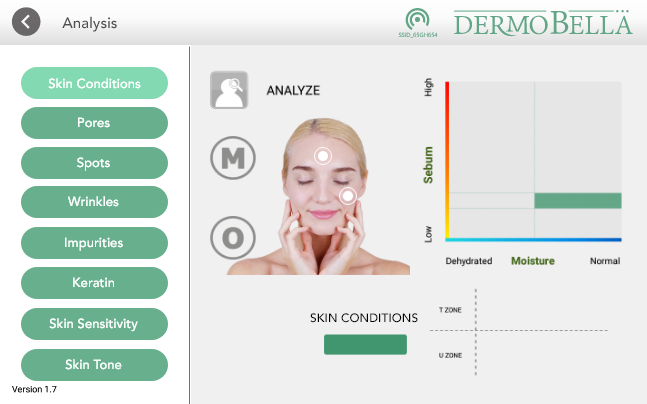 Analysis
SSID_65GH654
DERMOBELLA
Skin Conditions
Pores
Spots
Wrinkles
Impurities
Keratin
Skin Sensitivity
Skin Tone
Version 1.7
ANALYZE
M
O
High
Sebum
Low
Dehydrated Moisture Normal
SKIN CONDITIONS
T ZONE
U ZONE